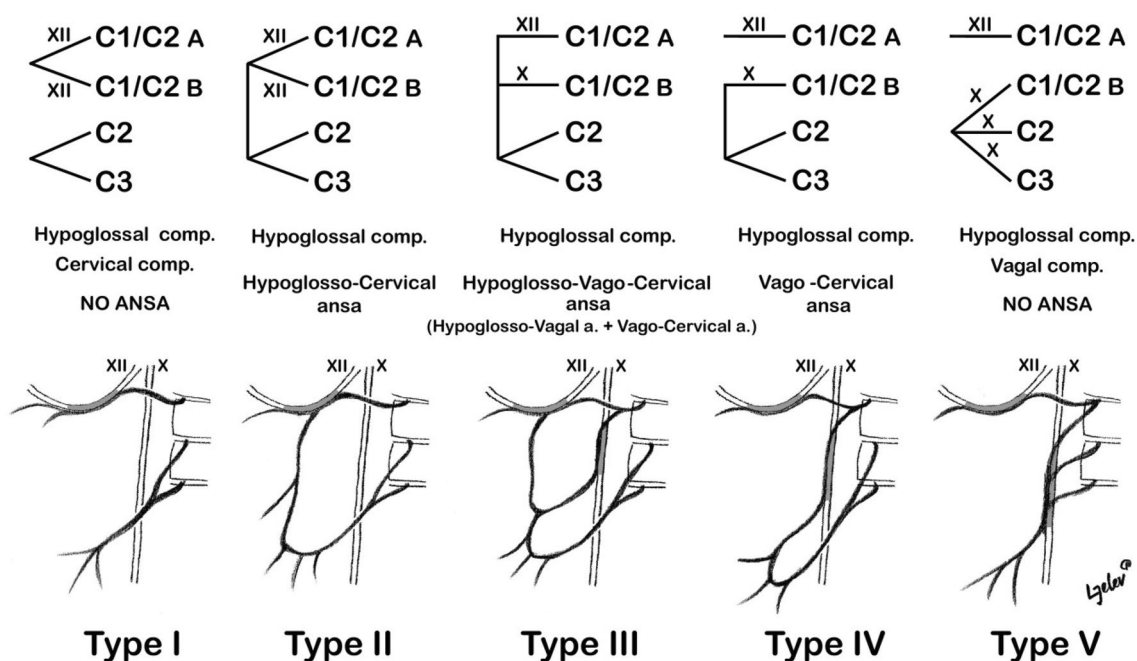 XII C1/C2 A
XII C1/C2 B
C2
C3
Hypoglossal comp.
Cervical comp.
NO ANSA
XII X
Type I
XII C1/C2 A
XII C1/C2 B
C2
C3
Hypoglossal comp.
Hypoglosso-Cervical
ansa
XII X
Type II
XII C1/C2 A
X C1/C2 B
C2
C3
Hypoglossal comp.
Hypoglosso-Vago-Cervical
ansa
(Hypoglosso-Vagal a. + Vago-Cervical a.)
XII X
Type III
XII C1/C2 A
X C1/C2 B
C2
C3
Hypoglossal comp.
Vago -Cervical
ansa
XII X
Type IV
XII C1/C2 A
X C1/C2 B
X C2
X C3
Hypoglossal comp.
Vagal comp.
NO ANSA
XII X
Type V